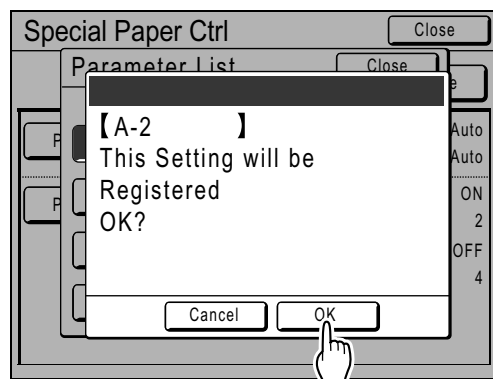 Special Paper Ctrl
Close
Parameter List
Close
e
P
Auto
Auto
P
ON
2
OFF
4
【A-2 】
This Setting will be
Registered
OK?
Cancel
OK